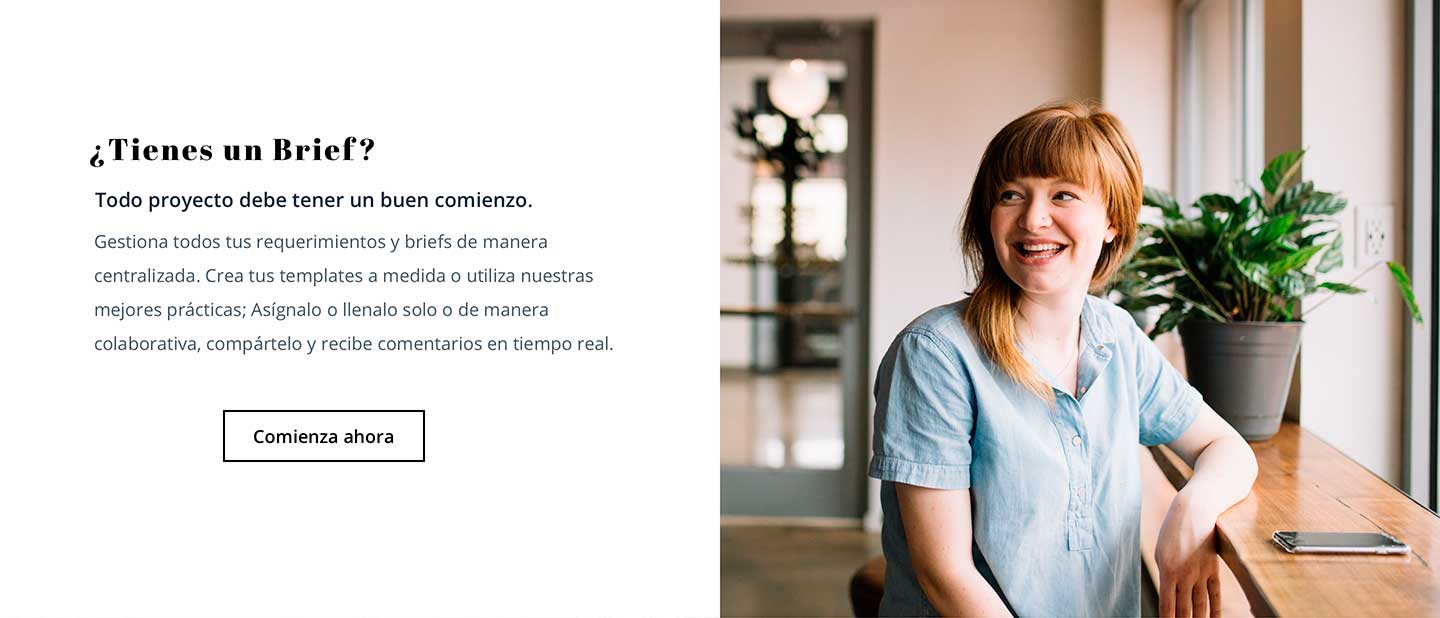 ¿Tienes un Brief?
Todo proyecto debe tener un buen comienzo.
Gestiona todos tus requerimientos y briefs de manera
centralizada. Crea tus templates a medida o utiliza nuestras
mejores prácticas; Asígnalo o llenalo solo o de manera
colaborativa, compártelo y recibe comentarios en tiempo real.
Comienza ahora